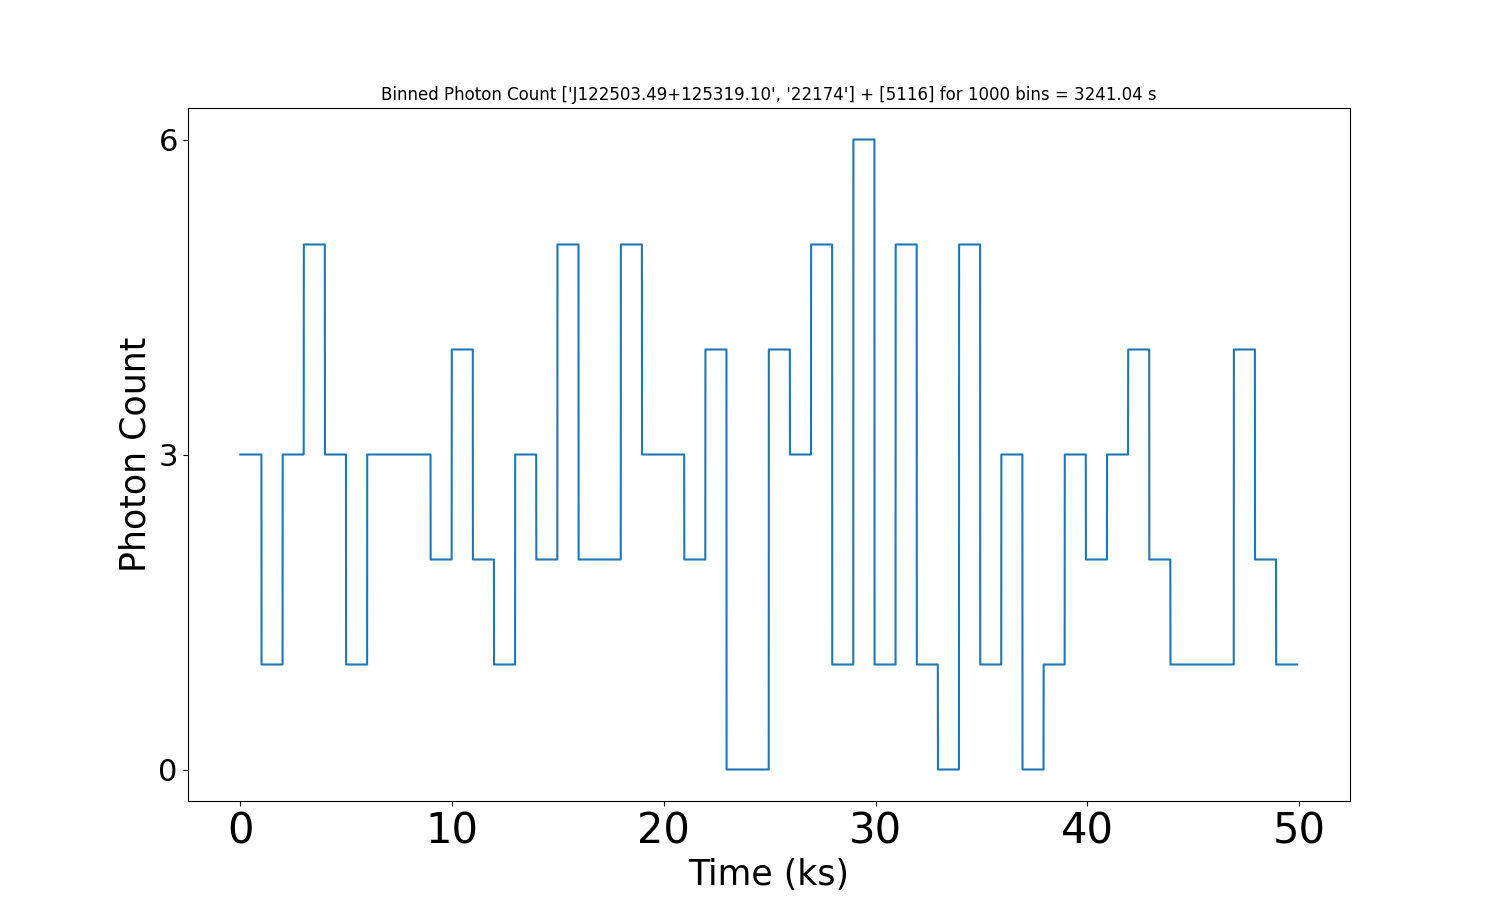 Binned Photon Count ['J122503.49+125319.10', '22174'] + [5116] for 1000 bins = 3241.04 s
6
3
0
Photon Count
0 10 20 30 40 50
Time (ks)